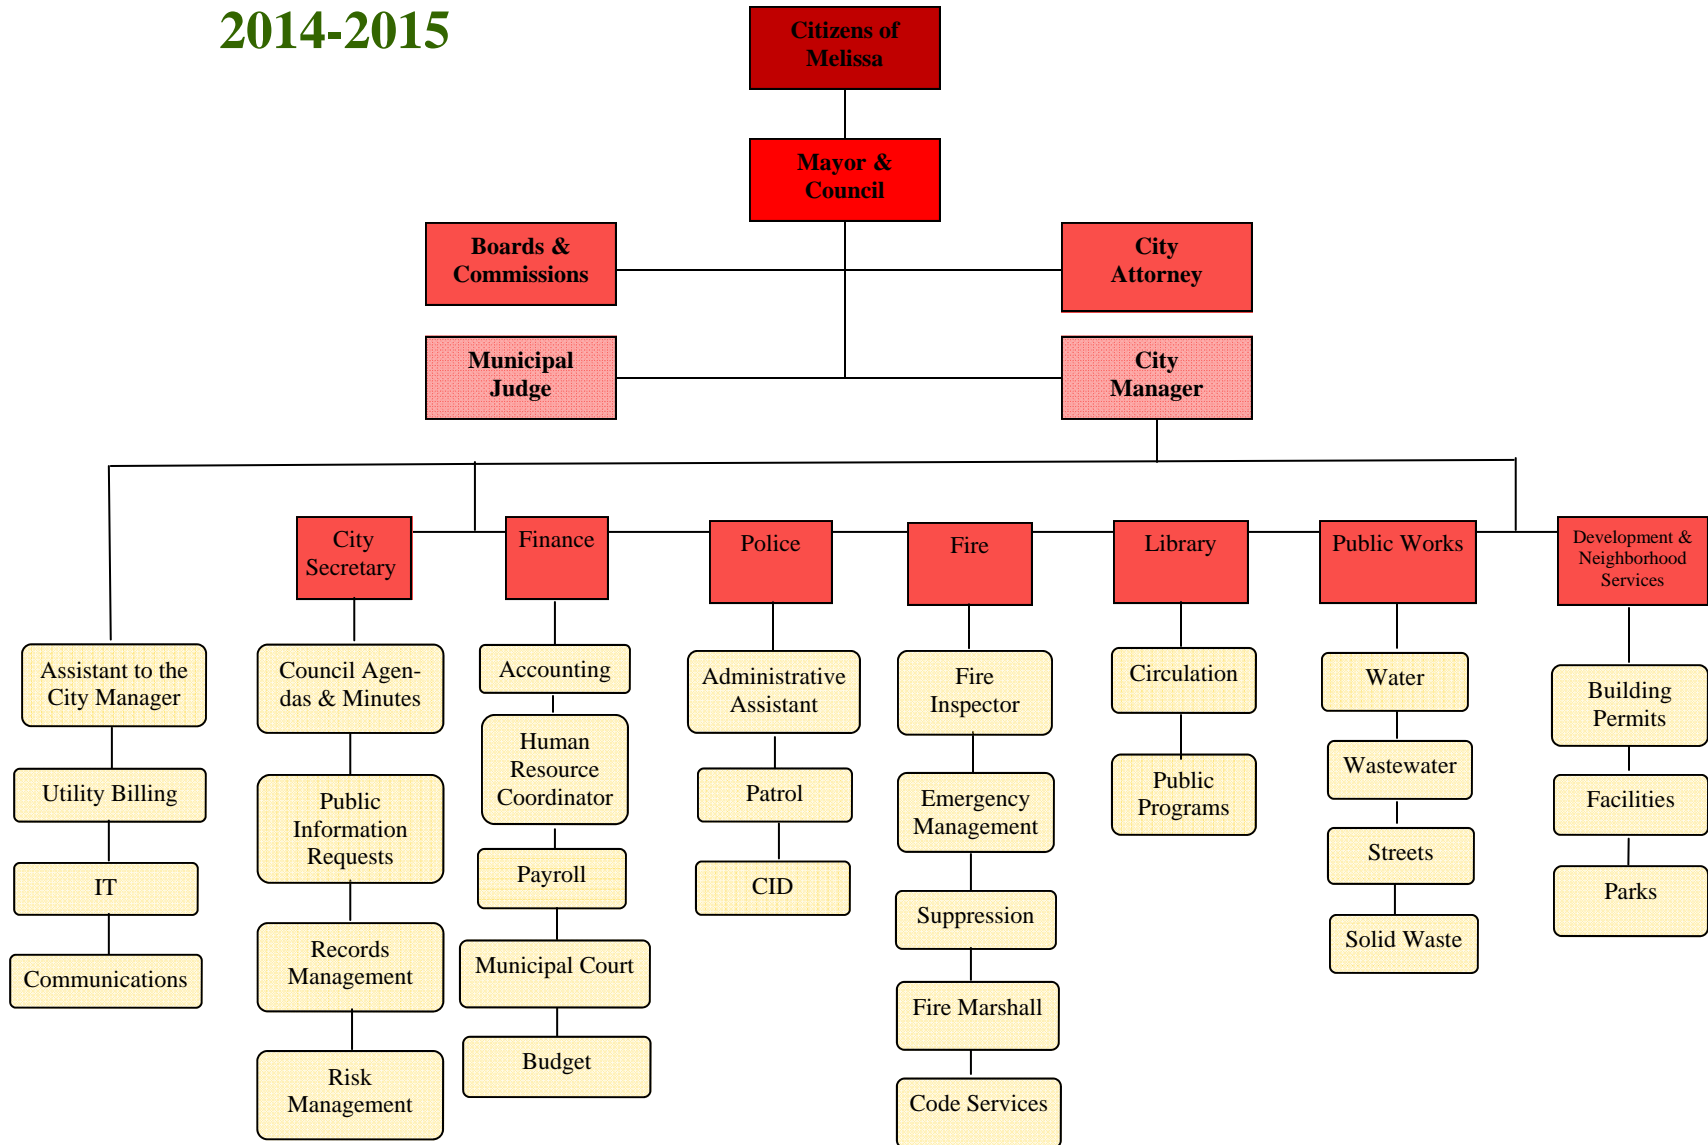 2014-2015
Citizens of
Melissa
Mayor &
Council
Boards &
Commissions
City
Attorney
Municipal
Judge
City
Manager
City
Secretary
Finance
Police
Fire
Library
Public Works
Development &
Neighborhood
Services
Assistant to the
City Manager
Utility Billing
IT
Communications
Council Agen-
das & Minutes
Public
Information
Requests
Records
Management
Risk
Management
Accounting
Human
Resource
Coordinator
Payroll
Municipal Court
Budget
Administrative
Assistant
Patrol
CID
Fire
Inspector
Emergency
Management
Suppression
Fire Marshall
Code Services
Circulation
Public
Programs
Water
Wastewater
Streets
Solid Waste
Building
Permits
Facilities
Parks